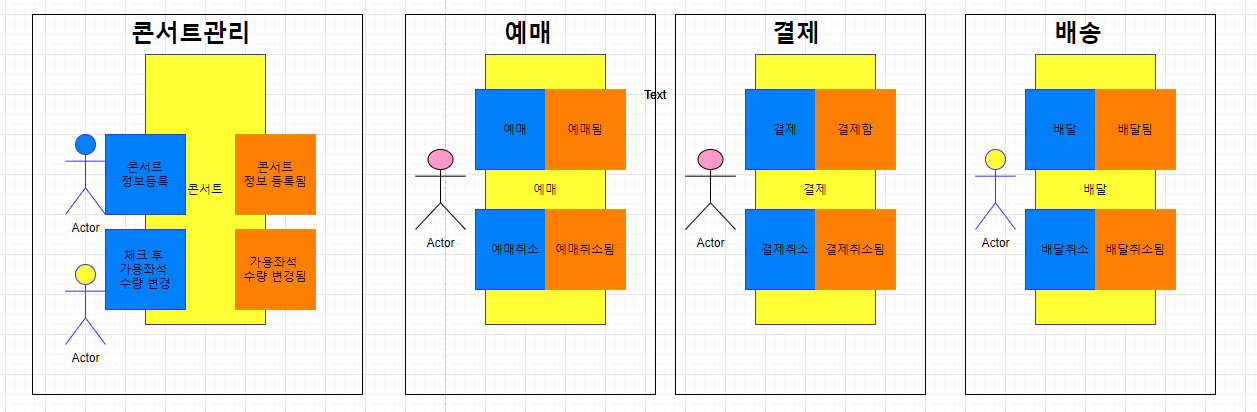 콘서트관리
콘서트
정보등록
콘서트
정보 등록됨
콘서트
Actor
체크 후
가용좌석
수량 변경
가용좌석
수량 변경됨
Actor
예매
예매
예매됨
예매
Actor
예매취소
예매취소됨
Text
결제
결제
결제함
결제
Actor
결제취소
결제취소됨
배송
배달
배달됨
배달
Actor
배달취소
배달취소됨